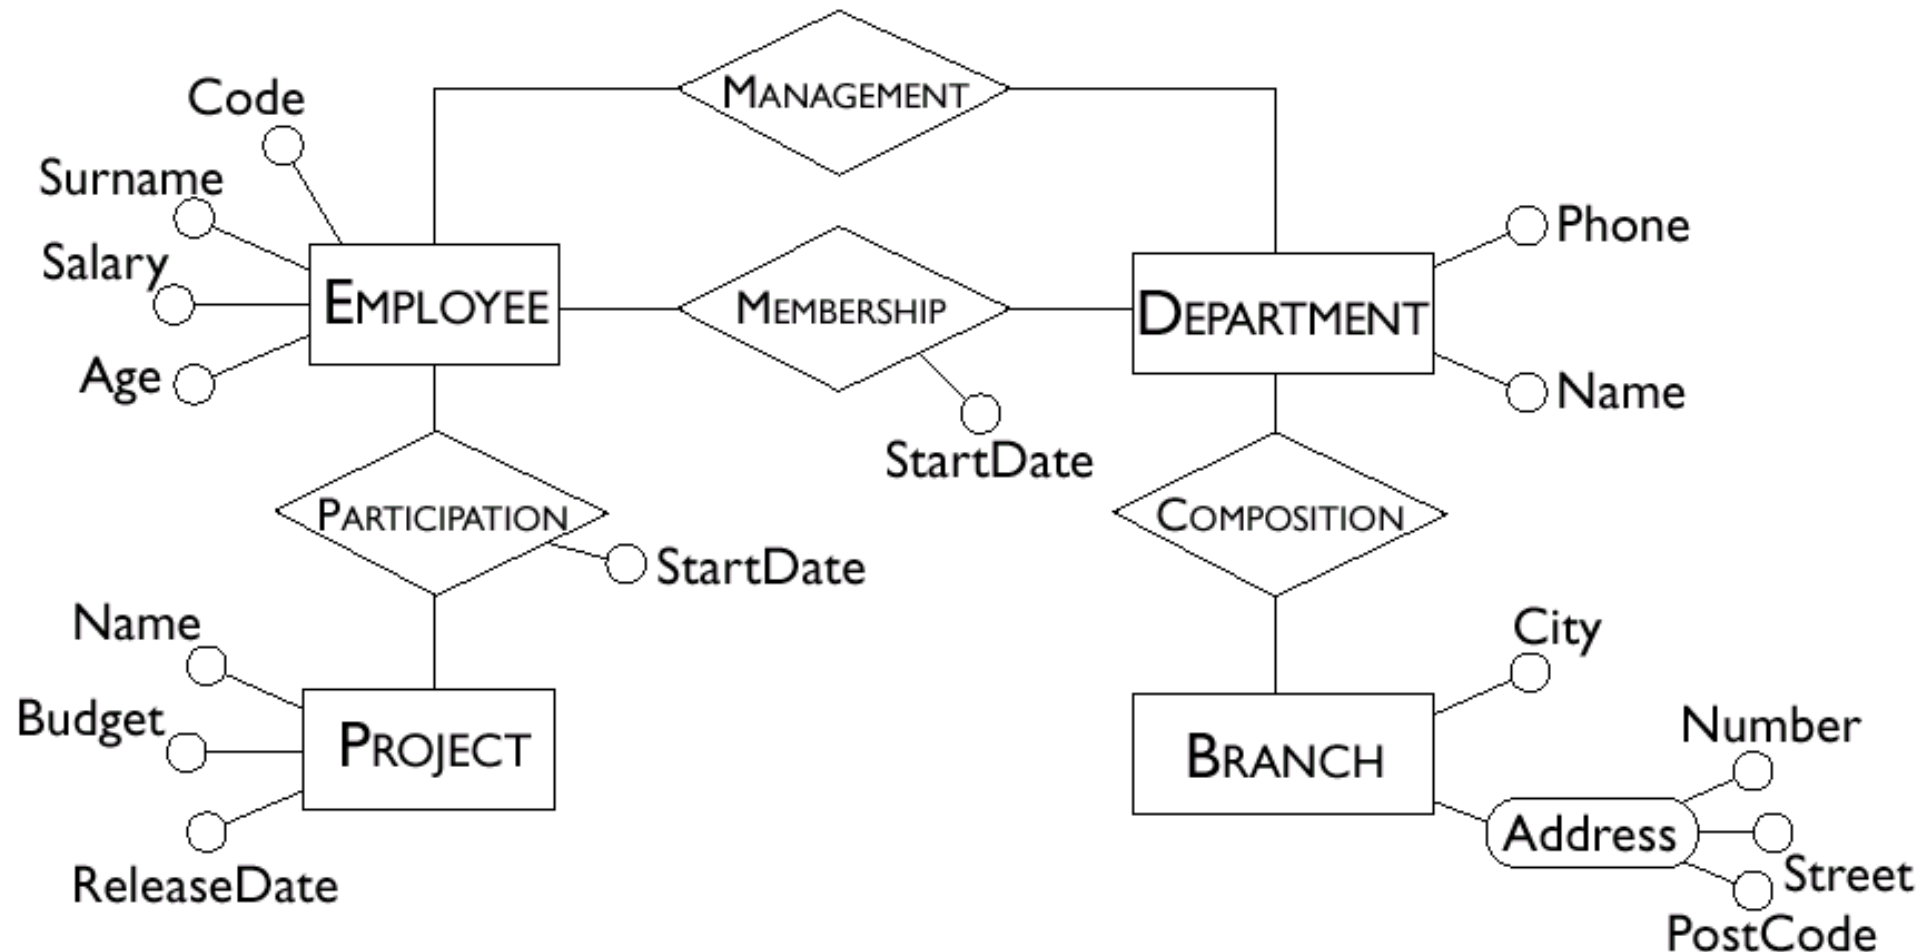 MANAGEMENT
Code
Surname
Salary
Age
EMPLOYEE
MEMBERSHIP
StartDate
DEPARTMENT
Phone
Name
PARTICIPATION
StartDate
COMPOSITION
Name
Budget
ReleaseDate
PROJECT
BRANCH
City
Address
Number
Street
PostCode